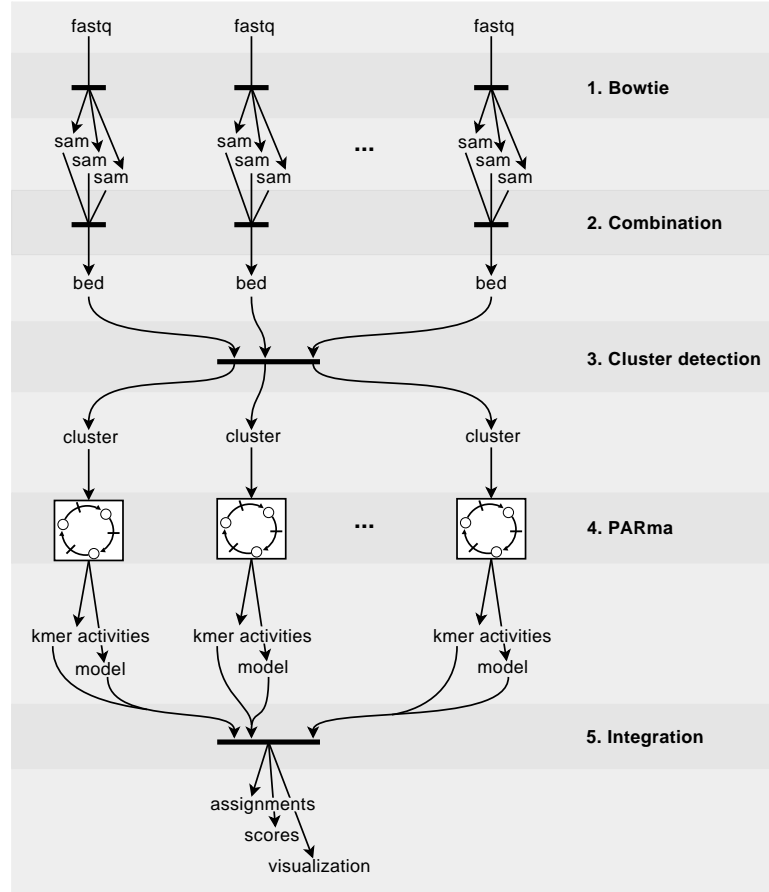 fastq fastq fastq
1. Bowtie
sam sam sam
...
sam sam sam
sam sam sam
2. Combination
bed bed bed
3. Cluster detection
cluster cluster cluster
...
4. PARma
kmer activities kmer activities kmer activities
model model model
5. Integration
assignments
scores
visualization